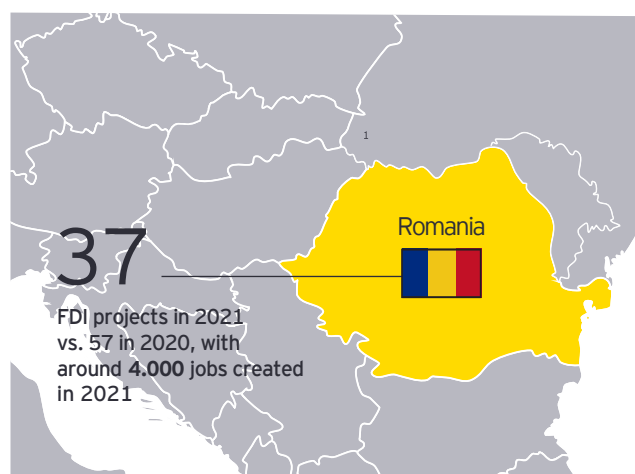 1
Romania
37
FDI projects in 2021
vs. 57 in 2020, with
around 4.000 jobs created
in 2021